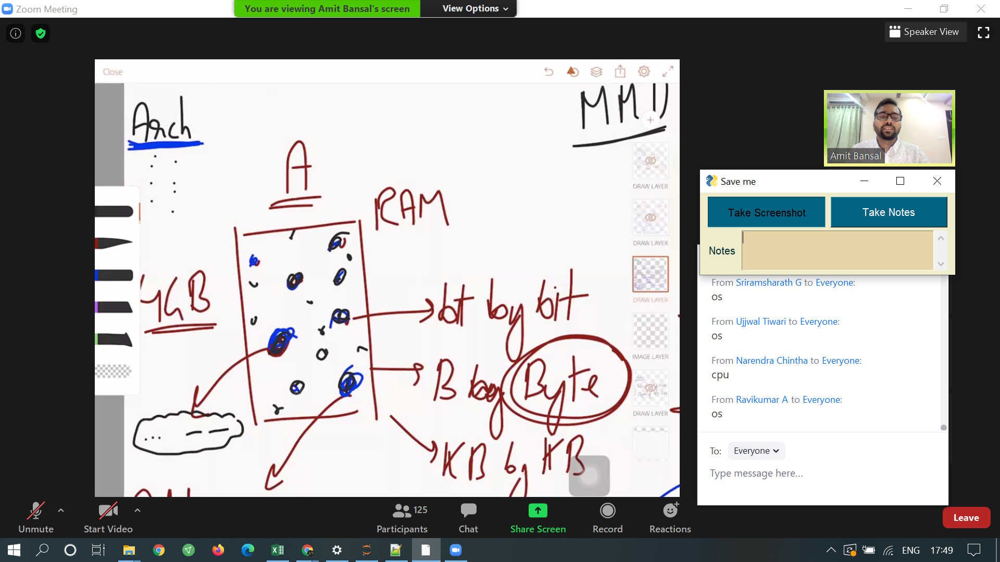 Zoom Meeting
You are viewing Amit Bansal's screen
View Options
Speaker View
Close
Arch
MMU
A
RAM
4GB
bt by bit
B by Byte
KB by KB
DRAW LAYER
DRAW LAYER
DRAW LAYER
IMAGE LAYER
DRAW LAYER
Amit Bansal
Save me
Take Screenshot
Take Notes
Notes
From Sriramsharath G to Everyone:
os
From Ujjwal Tiwari to Everyone:
os
From Narendra Chintha to Everyone:
cpu
From Ravikumar A to Everyone:
os
To: Everyone
Type message here...
Unmute
Start Video
125
Participants
Chat
Share Screen
Record
Reactions
Leave
ENG
17:49